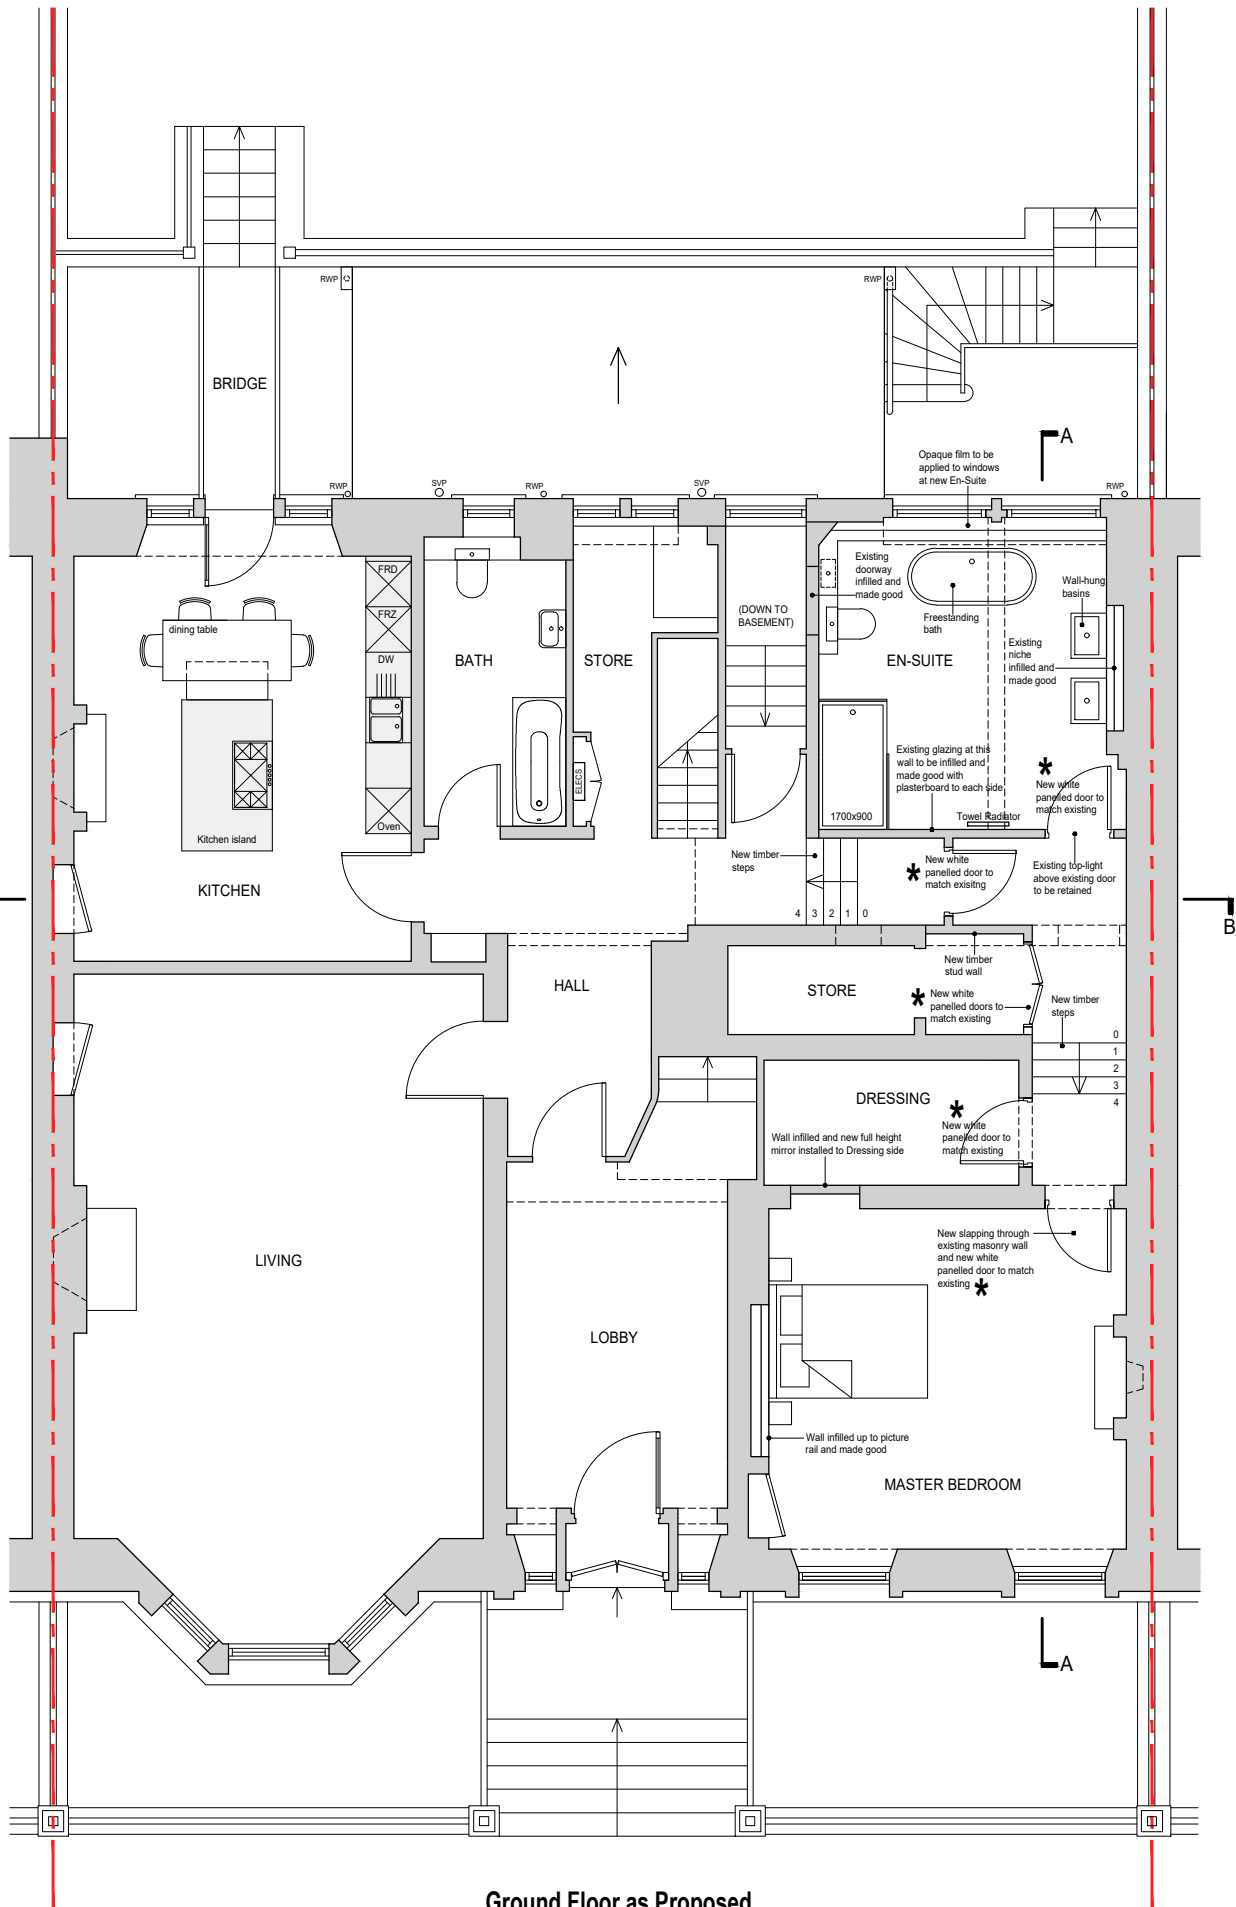 RWP
RWP
BRIDGE
A
Opaque film to be
applied to windows
at new En-Suite
RWP
SVP
RWP
SVP
RWP
FRD
FRZ
DW
Oven
dining table
Kitchen island
KITCHEN
BATH
STORE
ELECS
(DOWN TO
BASEMENT)
Existing
doorway
infilled and
made good
Freestanding
bath
Wall-hung
basins
EN-SUITE
Existing
niche
infilled and
made good
Existing glazing at this
wall to be infilled and
made good with
plasterboard to each side
1700x900
Towel Radiator
*
New white
panelled door to
match existing
New timber
steps
*
New white
panelled door to
match exisitng
Existing top-light
above existing door
to be retained
4 3 2 1 0
B
New timber
stud wall
HALL
STORE
*
New white
panelled doors to
match existing
New timber
steps
0
1
2
3
4
DRESSING
*
New white
panelled door to
match existing
Wall infilled and new full height
mirror installed to Dressing side
New slapping through
existing masonry wall
and new white
panelled door to match
existing *
LIVING
LOBBY
Wall infilled up to picture
rail and made good
MASTER BEDROOM
A
Ground Floor as Proposed